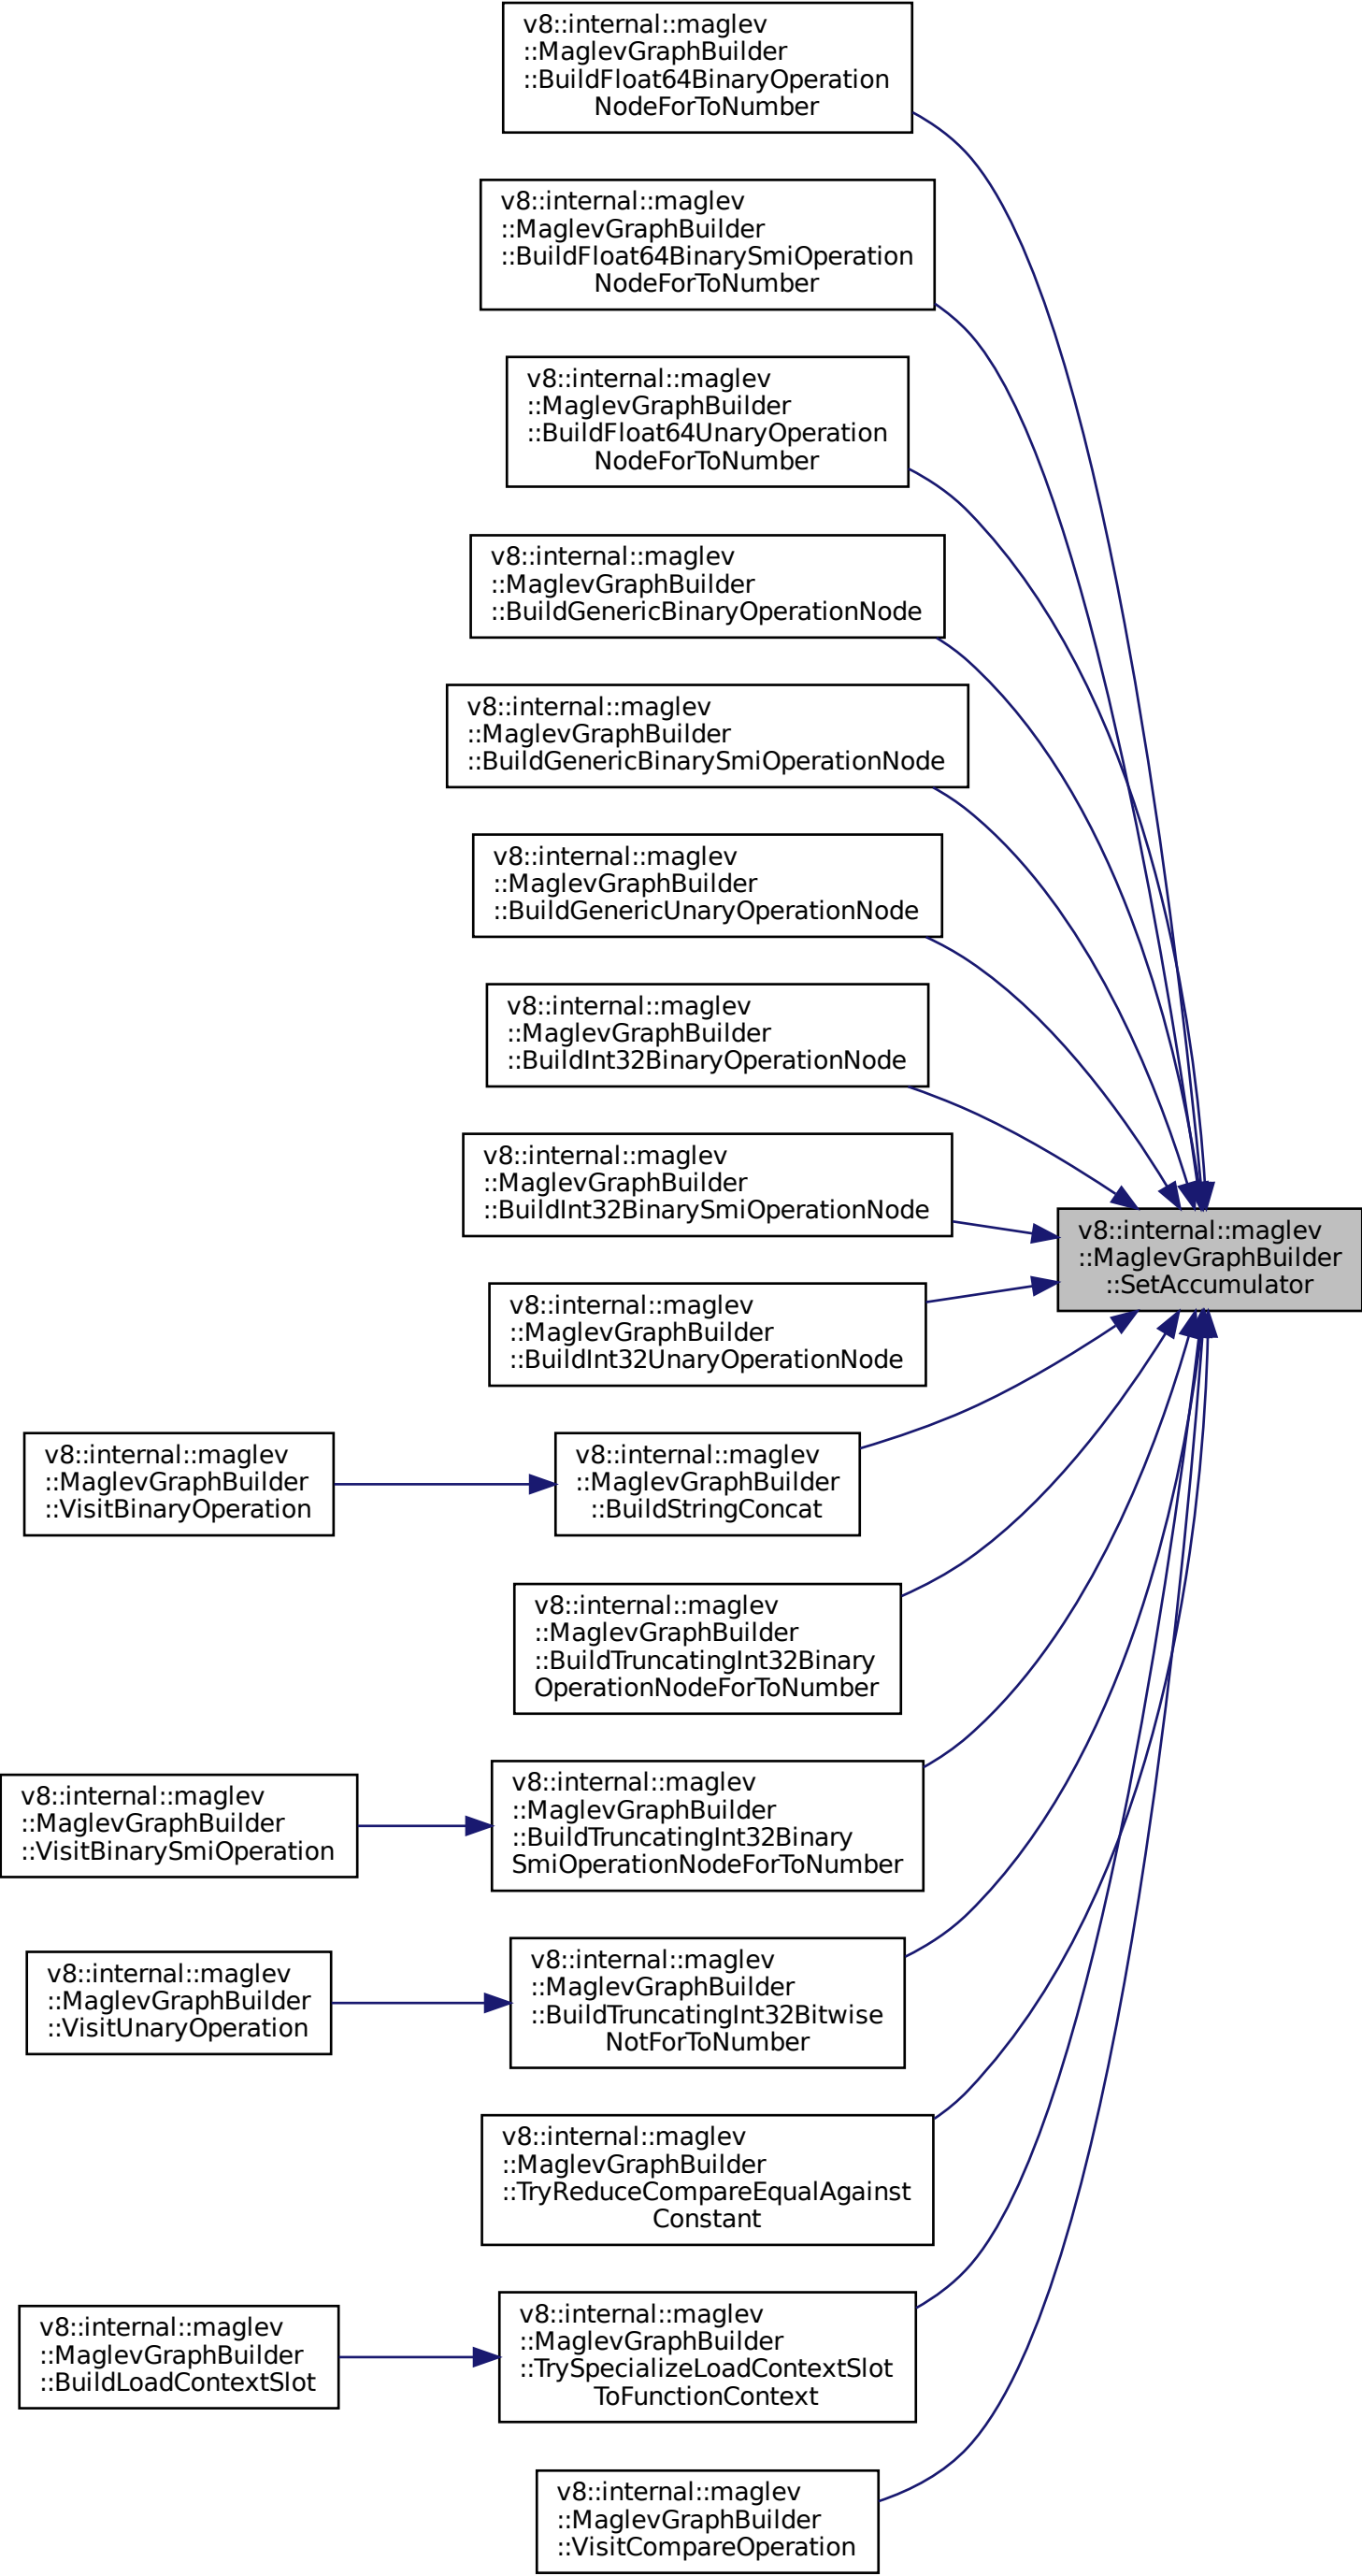 v8::internal::maglev
::MaglevGraphBuilder
::BuildFloat64BinaryOperation
NodeForToNumber
v8::internal::maglev
::MaglevGraphBuilder
::BuildFloat64BinarySmiOperation
NodeForToNumber
v8::internal::maglev
::MaglevGraphBuilder
::BuildFloat64UnaryOperation
NodeForToNumber
v8::internal::maglev
::MaglevGraphBuilder
::BuildGenericBinaryOperationNode
v8::internal::maglev
::MaglevGraphBuilder
::BuildGenericBinarySmiOperationNode
v8::internal::maglev
::MaglevGraphBuilder
::BuildGenericUnaryOperationNode
v8::internal::maglev
::MaglevGraphBuilder
::BuildInt32BinaryOperationNode
v8::internal::maglev
::MaglevGraphBuilder
::BuildInt32BinarySmiOperationNode
v8::internal::maglev
::MaglevGraphBuilder
::SetAccumulator
v8::internal::maglev
::MaglevGraphBuilder
::BuildInt32UnaryOperationNode
v8::internal::maglev
::MaglevGraphBuilder
::VisitBinaryOperation
v8::internal::maglev
::MaglevGraphBuilder
::BuildStringConcat
v8::internal::maglev
::MaglevGraphBuilder
::BuildTruncatingInt32Binary
OperationNodeForToNumber
v8::internal::maglev
::MaglevGraphBuilder
::VisitBinarySmiOperation
v8::internal::maglev
::MaglevGraphBuilder
::BuildTruncatingInt32Binary
SmiOperationNodeForToNumber
v8::internal::maglev
::MaglevGraphBuilder
::VisitUnaryOperation
v8::internal::maglev
::MaglevGraphBuilder
::BuildTruncatingInt32Bitwise
NotForToNumber
v8::internal::maglev
::MaglevGraphBuilder
::TryReduceCompareEqualAgainst
Constant
v8::internal::maglev
::MaglevGraphBuilder
::BuildLoadContextSlot
v8::internal::maglev
::MaglevGraphBuilder
::TrySpecializeLoadContextSlot
ToFunctionContext
v8::internal::maglev
::MaglevGraphBuilder
::VisitCompareOperation